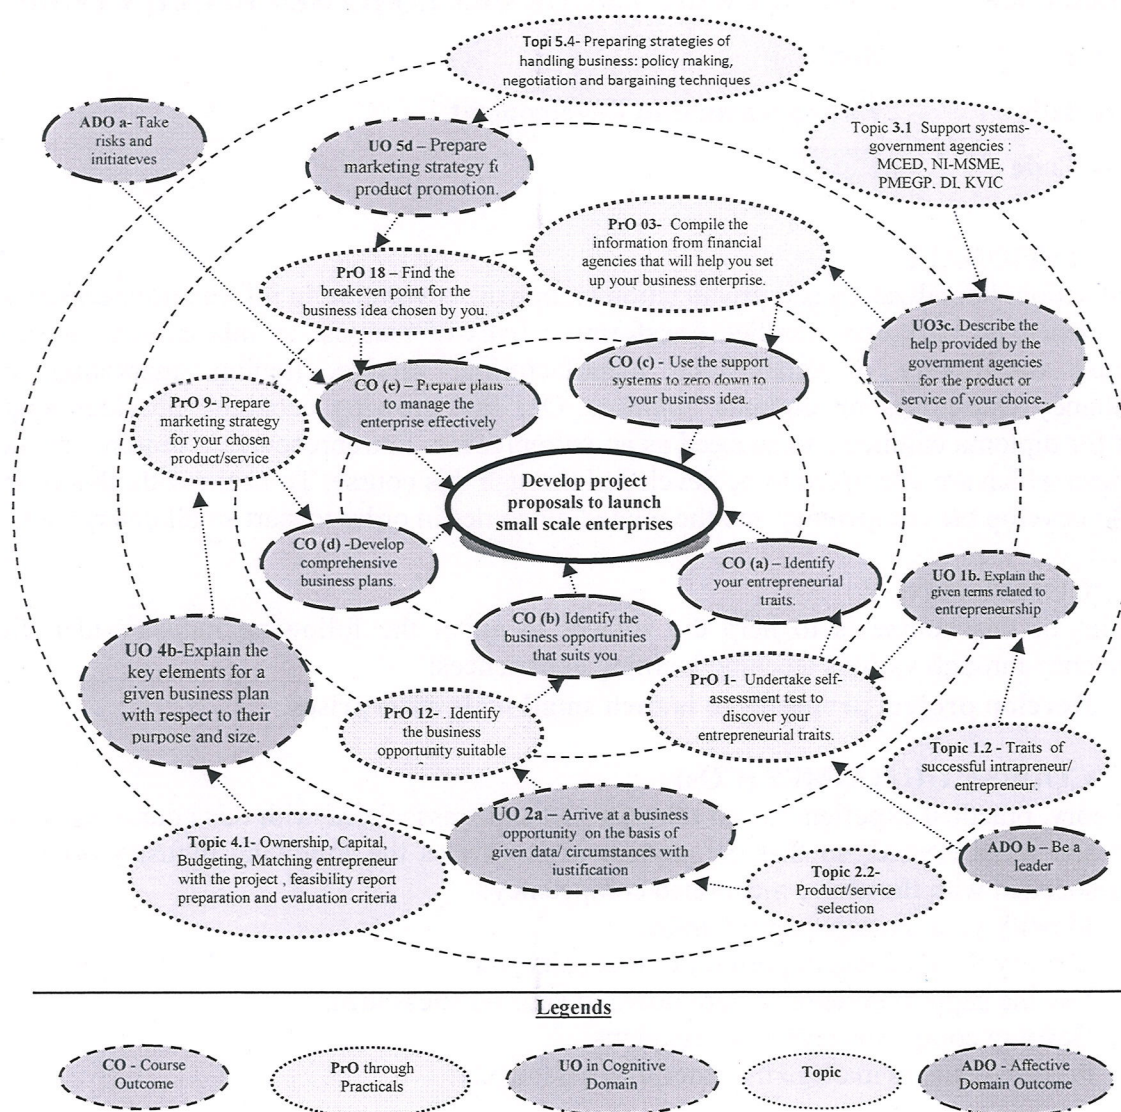 Topi 5.4- Preparing strategies of
handling business: policy making,
negotiation and bargaining techniques
ADO a- Take
risks and
initiateves
UO 5d – Prepare
marketing strategy f
product promotion.
Topic 3.1 Support systems-
government agencies :
MCED, NI-MSME,
PMEGP, DI, KVIC
PrO 03- Compile the
information from financial
agencies that will help you set
up your business enterprise.
PrO 18 – Find the
breakeven point for the
business idea chosen by you.
UO3c. Describe the
help provided by the
government agencies
for the product or
service of your choice.
CO (e) – Prepare plans
to manage the
enterprise effectively
CO (c) - Use the support
systems to zero down to
your business idea.
PrO 9- Prepare
marketing strategy
for your chosen
product/service
Develop project
proposals to launch
small scale enterprises
CO (d) -Develop
comprehensive
business plans.
CO (a) – Identify
your entrepreneurial
traits.
UO 1b. Explain the
given terms related to
entrepreneurship
CO (b) Identify the
business opportunities
that suits you
UO 4b-Explain the
key elements for a
given business plan
with respect to their
purpose and size.
PrO 1- Undertake self-
assessment test to
discover your
entrepreneurial traits.
PrO 12- . Identify
the business
opportunity suitable
Topic 1.2 - Traits of
successful intrapreneur/
entrepreneur:
UO 2a – Arrive at a business
opportunity on the basis of
given data/ circumstances with
justification
Topic 4.1- Ownership, Capital,
Budgeting, Matching entrepreneur
with the project , feasibility report
preparation and evaluation criteria
ADO b – Be a
leader
Topic 2.2-
Product/service
selection
Legends
CO - Course
Outcome
PrO through
Practicals
UO in Cognitive
Domain
Topic
ADO - Affective
Domain Outcome